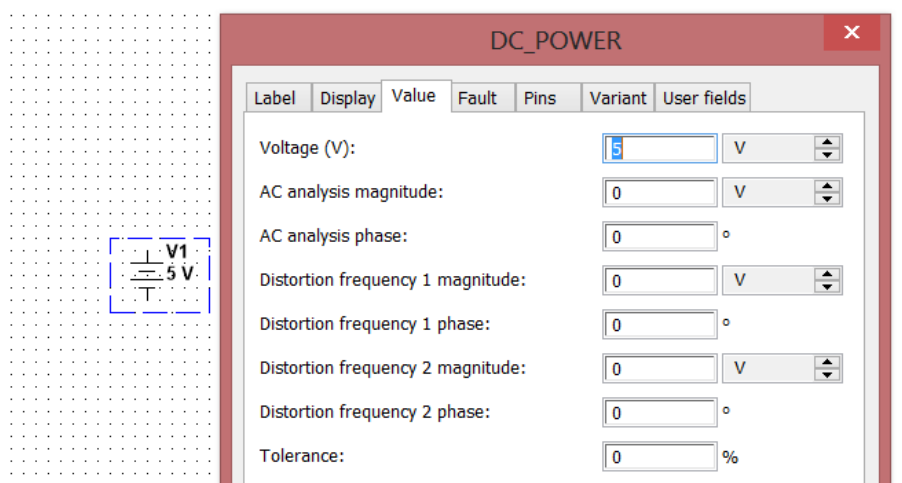 DC_POWER
Label Display Value Fault Pins Variant User fields
Voltage (V): 5 V
AC analysis magnitude: 0 V
AC analysis phase: 0 °
V1
5 V
Distortion frequency 1 magnitude: 0 V
Distortion frequency 1 phase: 0 °
Distortion frequency 2 magnitude: 0 V
Distortion frequency 2 phase: 0 °
Tolerance: 0 %